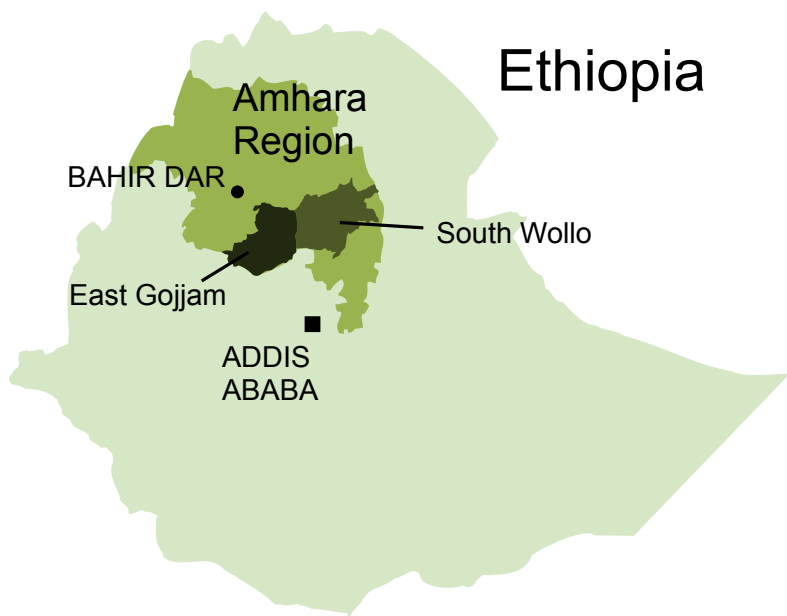 Ethiopia
Amhara
Region
BAHIR DAR
South Wollo
East Gojjam
ADDIS
ABABA